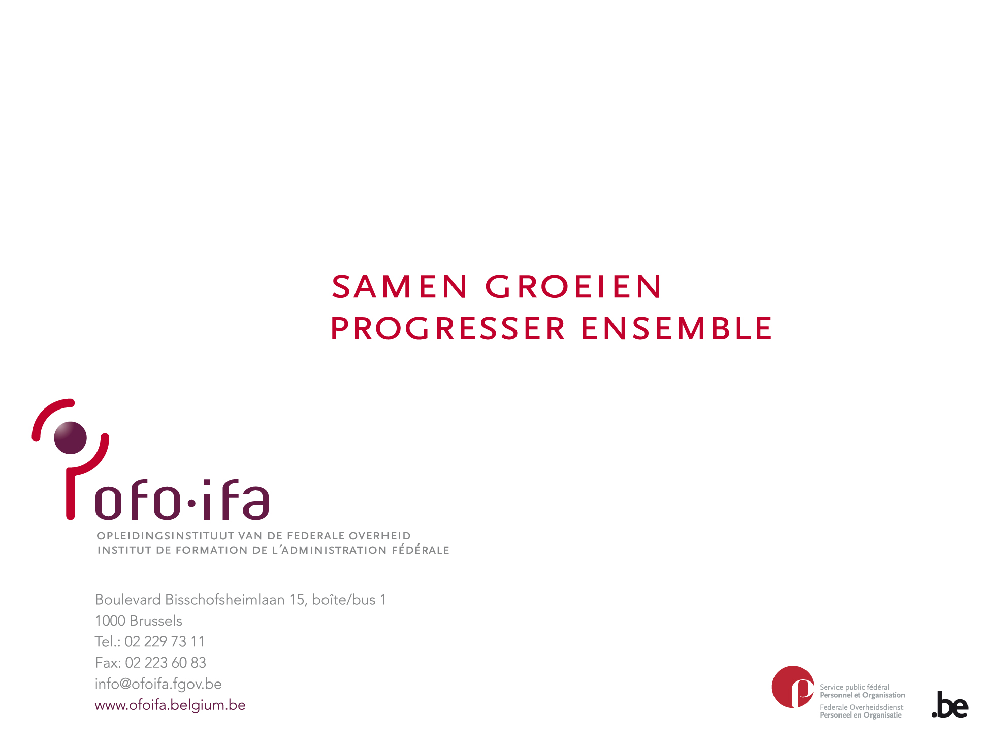 SAMEN GROEIEN
PROGRESSER ENSEMBLE
ofo·ifa
OPLEIDINGSINSTITUUT VAN DE FEDERALE OVERHEID
INSTITUT DE FORMATION DE L´ADMINISTRATION FÉDÉRALE
Boulevard Bisschofsheimlaan 15, boîte/bus 1
1000 Brussels
Tel.: 02 229 73 11
Fax: 02 223 60 83
info@ofoifa.fgov.be
www.ofoifa.belgium.be
Service public fédéral
Personnel et Organisation
Federale Overheidsdienst
Personeel en Organisatie
.be